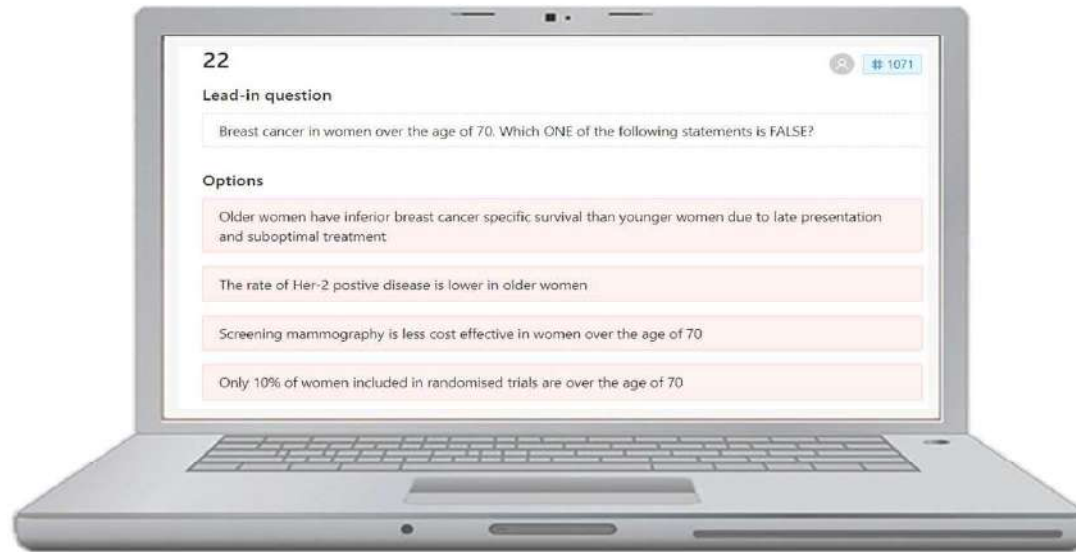 22
# 1071
Lead-in question
Breast cancer in women over the age of 70. Which ONE of the following statements is FALSE?
Options
Older women have inferior breast cancer specific survival than younger women due to late presentation
and suboptimal treatment
The rate of Her-2 postive disease is lower in older women
Screening mammography is less cost effective in women over the age of 70
Only 10% of women included in randomised trials are over the age of 70